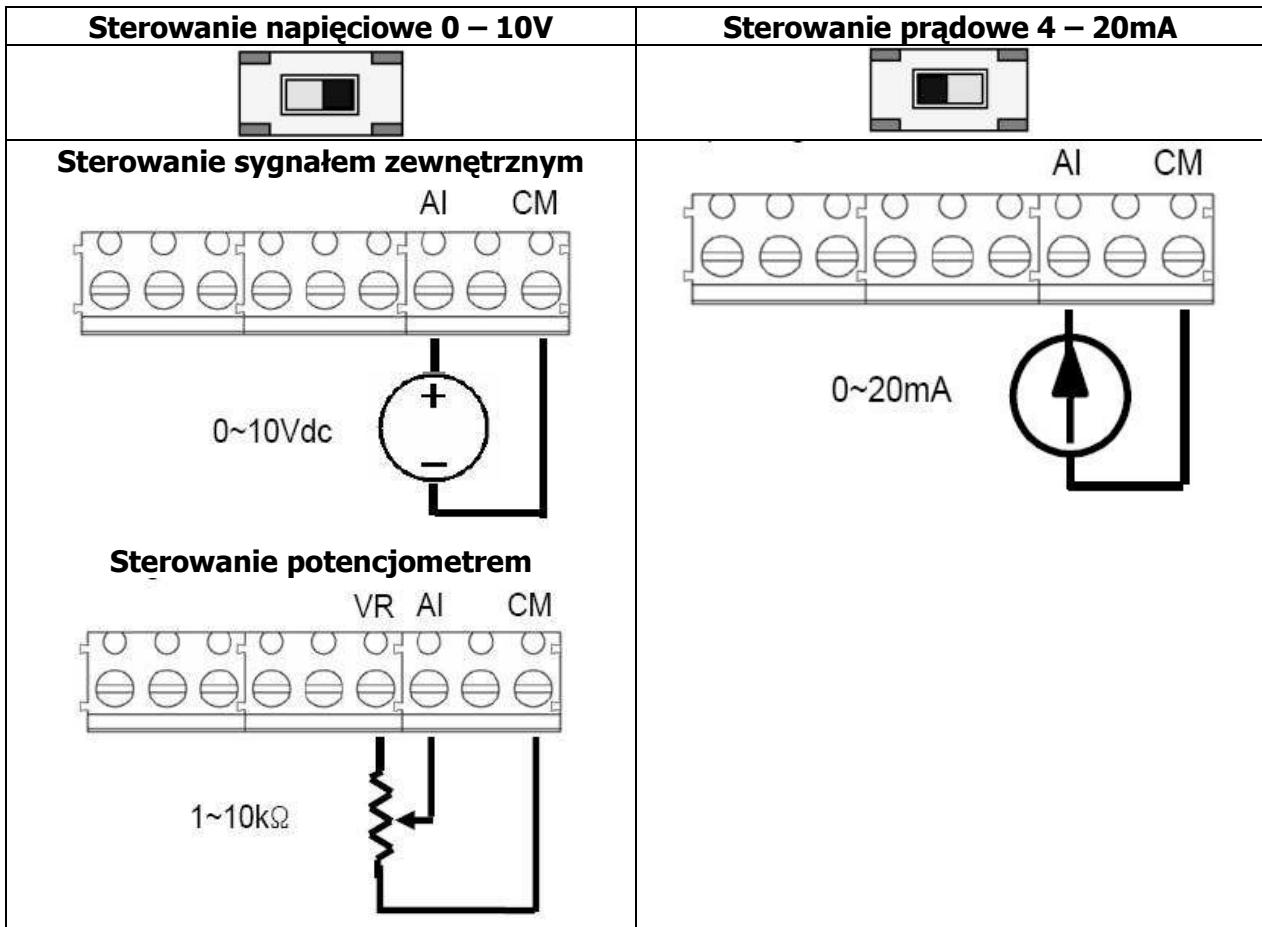 Sterowanie napięciowe 0 – 10V
Sterowanie prądowe 4 – 20mA
Sterowanie sygnałem zewnętrznym
AI CM
0~10Vdc
Sterowanie potencjometrem
VR AI CM
1~10kΩ
AI CM
0~20mA